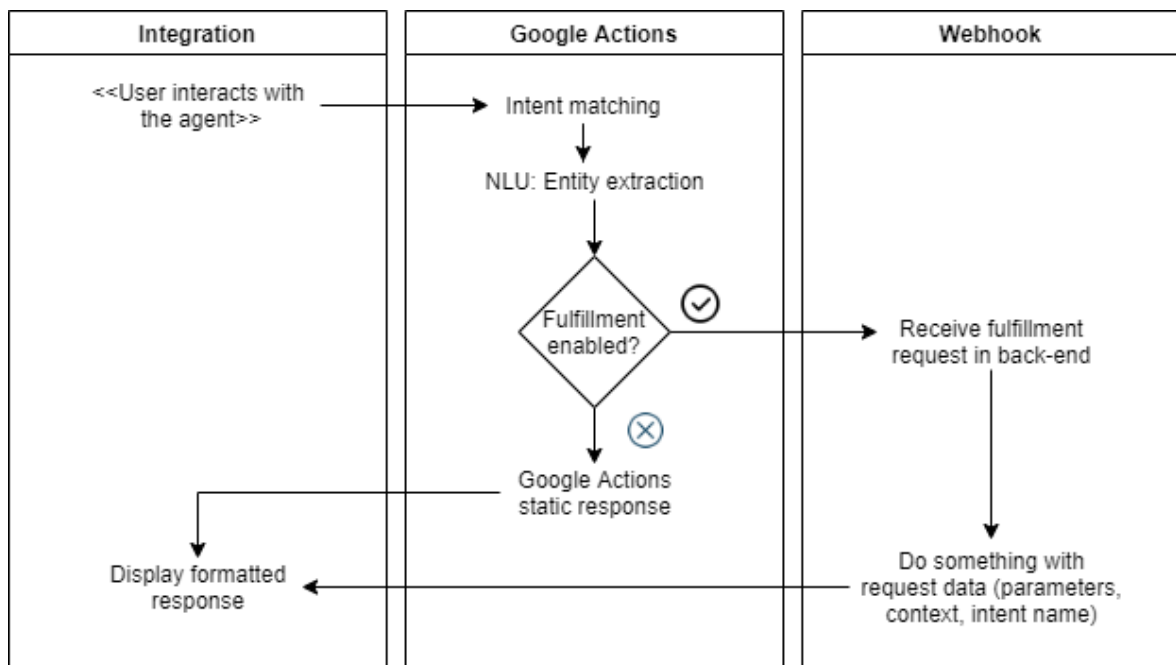 Integration
Google Actions
Webhook
<<User interacts with
the agent>>
Intent matching
NLU: Entity extraction
Fulfillment
enabled?
Receive fulfillment
request in back-end
Google Actions
static response
Display formatted
response
Do something with
request data (parameters,
context, intent name)